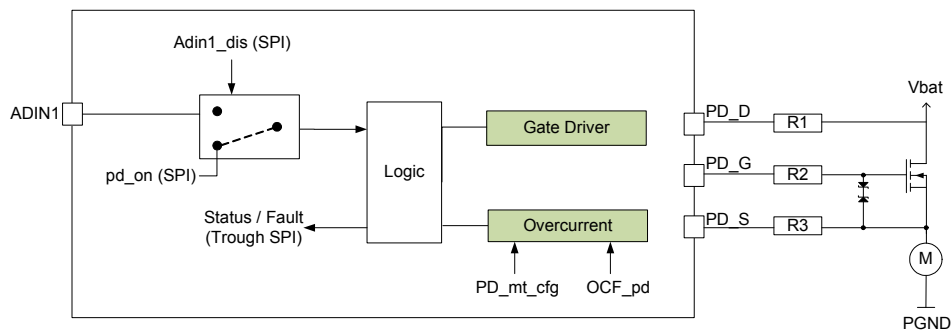 Adin1_dis (SPI)
ADIN1
pd_on (SPI)
Status / Fault
(Trough SPI)
Logic
Gate Driver
Overcurrent
PD_mt_cfg
OCF_pd
PD_D
R1
Vbat
PD_G
R2
PD_S
R3
M
PGND